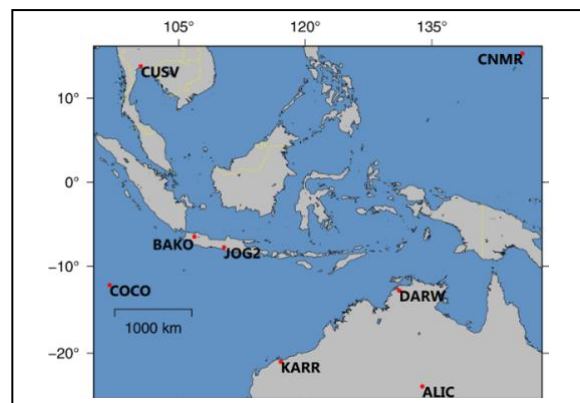 105° 120° 135°
CNMR
CUSV
10°
0°
BAKO
JOG2
−10°
COCO
DARW
1000 km
−20°
KARR
ALIC